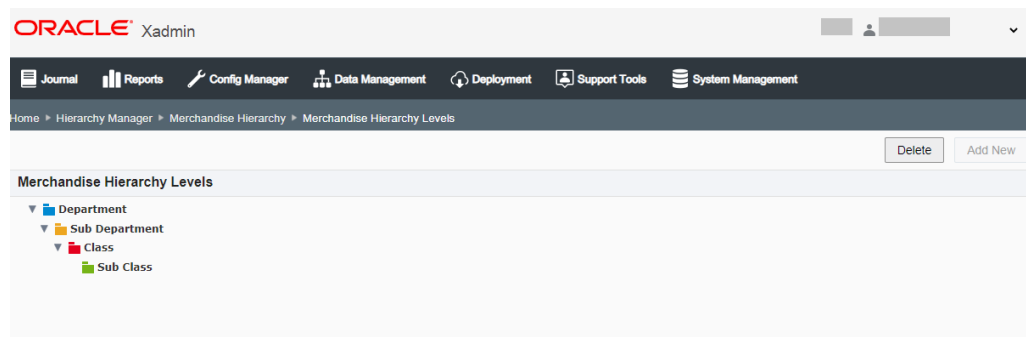 ORACLE Xadmin
Journal Reports Config Manager Data Management Deployment Support Tools System Management
Home Hierarchy Manager Merchandise Hierarchy Merchandise Hierarchy Levels
Delete Add New
Merchandise Hierarchy Levels
Department
Sub Department
Class
Sub Class